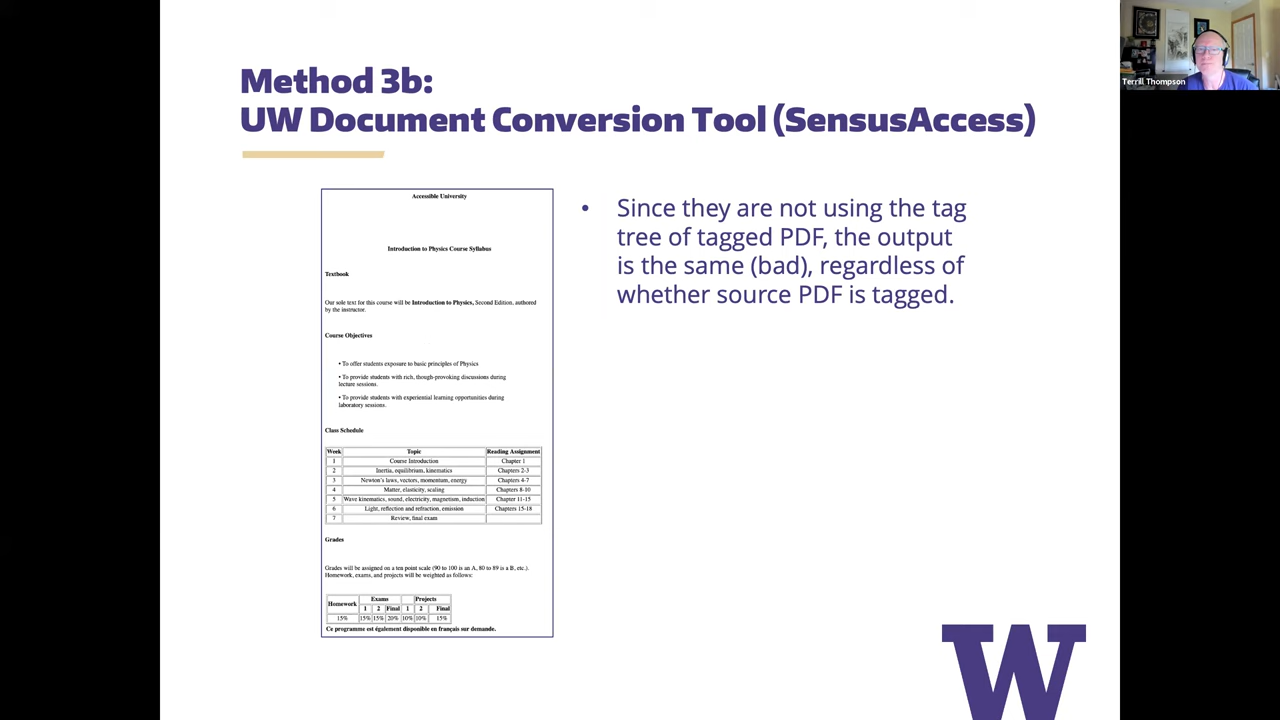 Method 3b:
UW Document Conversion Tool (SensusAccess)
Terrill Thompson
Accessible University
Introduction to Physics Course Syllabus
Textbook
Our sole text for this course will be Introduction to Physics, Second Edition, authored
by the instructor.
Course Objectives
• To offer students exposure to basic principles of Physics
• To provide students with rich, though-provoking discussions during
lecture sessions.
• To provide students with experiential learning opportunities during
laboratory sessions.
Class Schedule
Week Topic Reading Assignment
1 Course Introduction Chapter 1
2 Inertia, equilibrium, kinematics Chapters 2-3
3 Newton's laws, vectors, momentum, energy Chapters 4-7
4 Matter, elasticity, scaling Chapters 8-10
5 Wave kinematics, sound, electricity, magnetism, induction Chapter 11-15
6 Light, reflection and refraction, emission Chapters 15-18
7 Review, final exam
Grades
Grades will be assigned on a ten point scale (90 to 100 is an A, 80 to 89 is a B, etc.).
Homework, exams, and projects will be weighted as follows:
Homework Exams Projects
1 2 Final 1 2 Final
15% 15% 15% 20% 10% 10% 15%
Ce programme est également disponible en français sur demande.
• Since they are not using the tag
tree of tagged PDF, the output
is the same (bad), regardless of
whether source PDF is tagged.
W